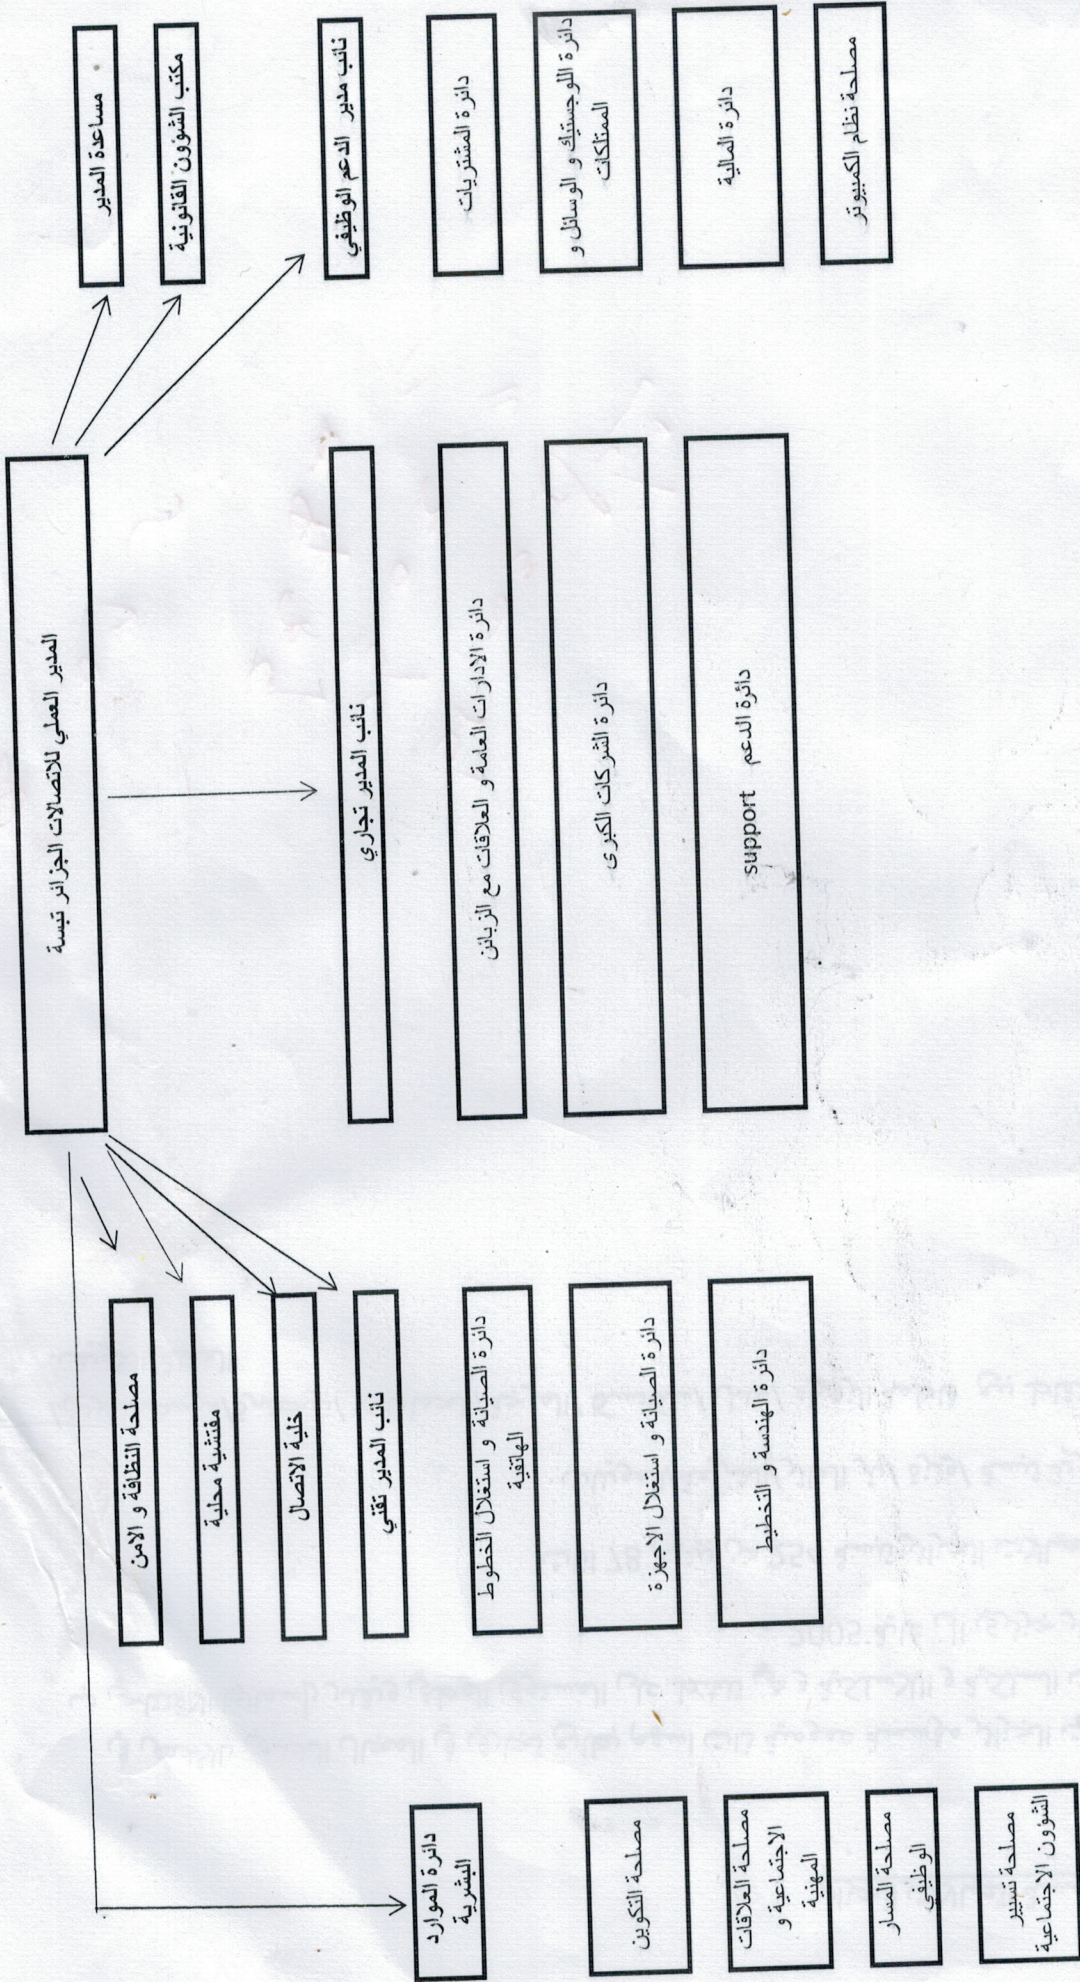 المدير العملي للاتصالات الجزائر تبسة
مساعدة المدير
مكتب الشؤون القانونية
نائب مدير الدعم الوظيفي
دائرة المشتريات
دائرة اللوجستيك و الوسائل و
الممتلكات
دائرة المالية
مصلحة نظام الكمبيوتر
نائب المدير تجاري
دائرة الادارات العامة و العلاقات مع الزبائن
دائرة الشركات الكبرى
دائرة الدعم support
مصلحة النظافة و الامن
مفتشية محلية
خلية الاتصال
نائب المدير تقني
دائرة الصيانة و استغلال الخطوط
الهاتفية
دائرة الصيانة و استغلال الاجهزة
دائرة الهندسة و التخطيط
دائرة الموارد
البشرية
مصلحة التكوين
مصلحة العلاقات
الاجتماعية و
المهنية
مصلحة المسار
الوظيفي
مصلحة تسيير
الشؤون الاجتماعية